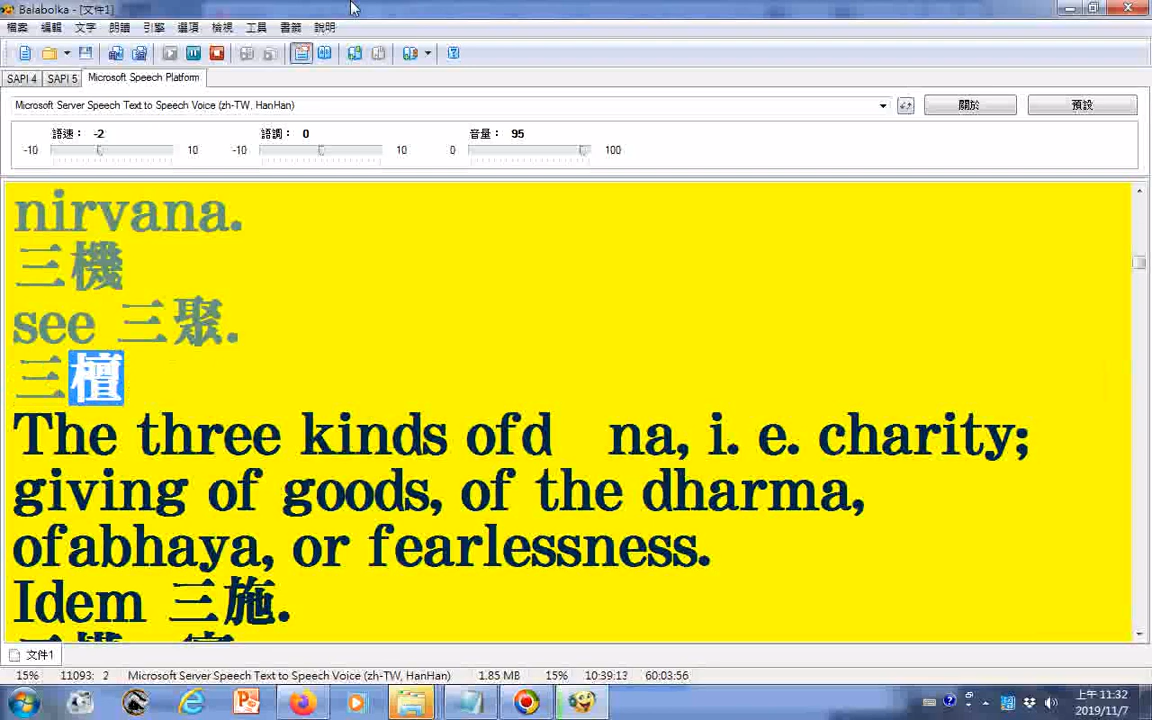 Balabolka - [文件1]
檔案 編輯 文字 朗讀 引擎 選項 檢視 工具 書籤 說明
SAPI 4 SAPI 5 Microsoft Speech Platform
Microsoft Server Speech Text to Speech Voice (zh-TW, HanHan) 關於 預設
語速： -2 語調： 0 音量： 95
-10 10 -10 10 0 100
nirvana.
三機
see 三聚.
三檀
The three kinds ofd na, i. e. charity;
giving of goods, of the dharma,
ofabhaya, or fearlessness.
Idem 三施.
文件1
15% 11093: 2 Microsoft Server Speech Text to Speech Voice (zh-TW, HanHan) 1.85 MB 15% 10:39:13 60:03:56
上午 11:32
2019/11/7